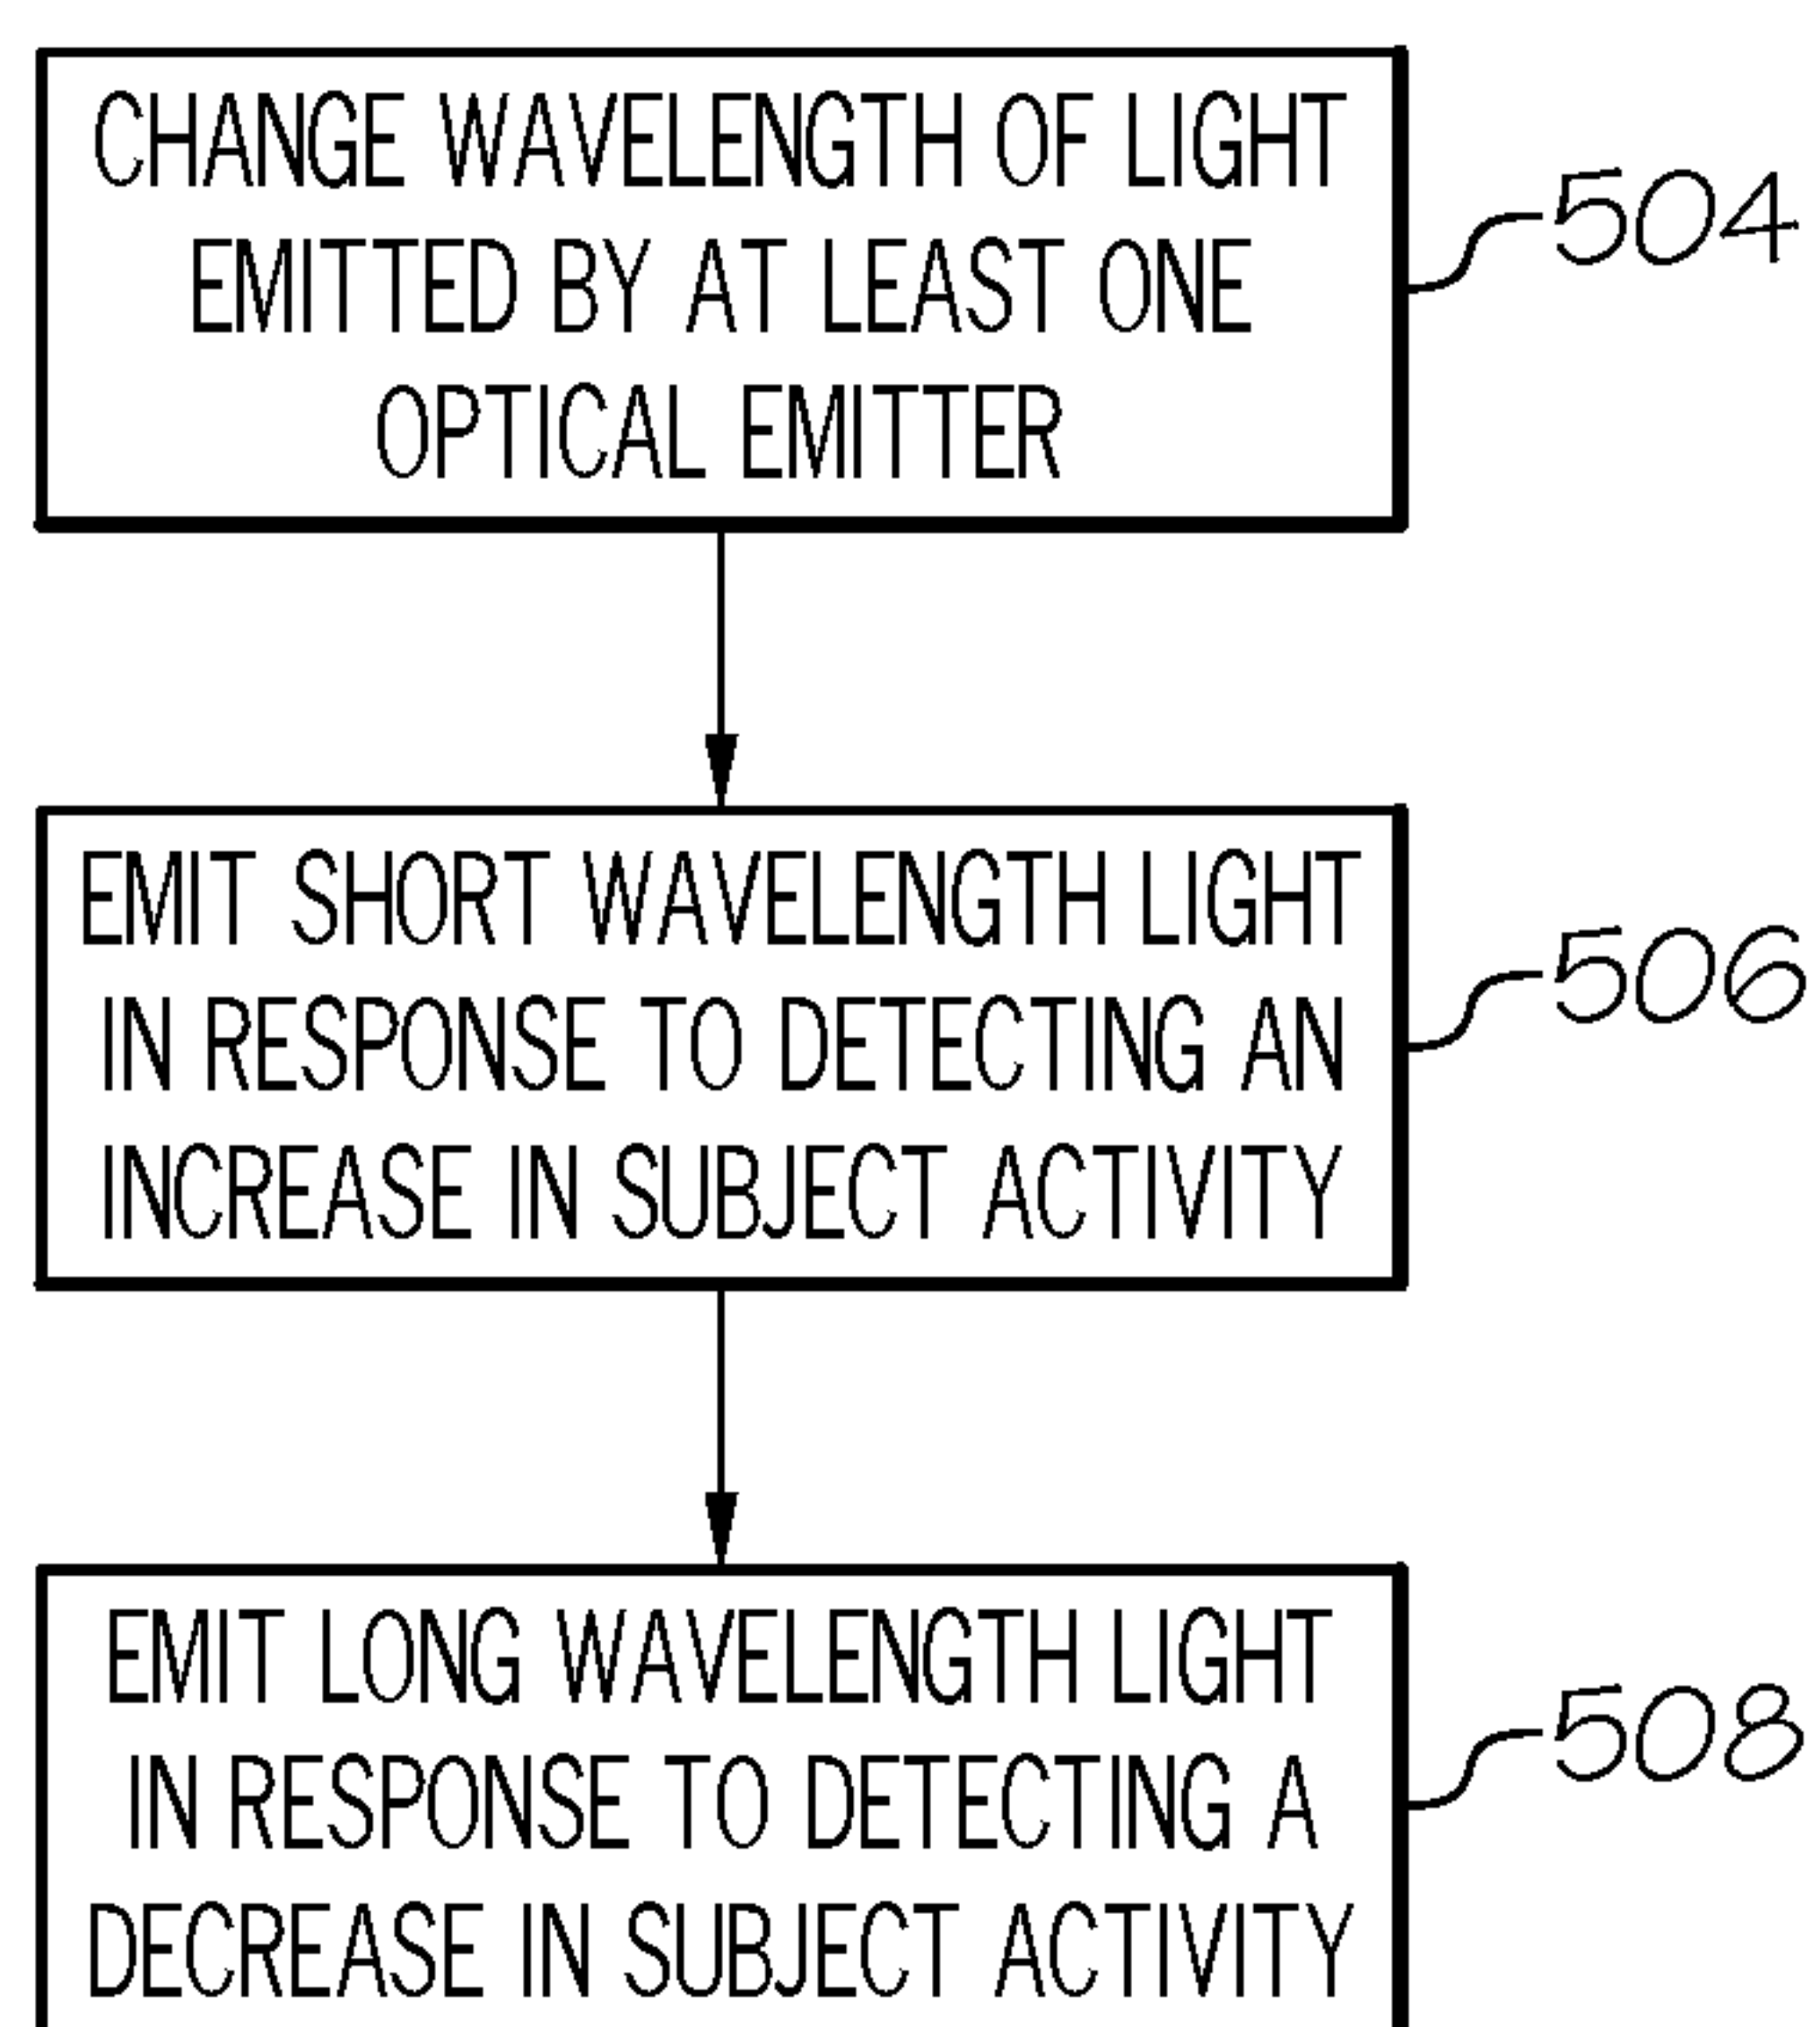 CHANGE WAVELENGTH OF LIGHT
EMITTED BY AT LEAST ONE
OPTICAL EMITTER
504
EMIT SHORT WAVELENGTH LIGHT
IN RESPONSE TO DETECTING AN
INCREASE IN SUBJECT ACTIVITY
506
EMIT LONG WAVELENGTH LIGHT
IN RESPONSE TO DETECTING A
DECREASE IN SUBJECT ACTIVITY
508